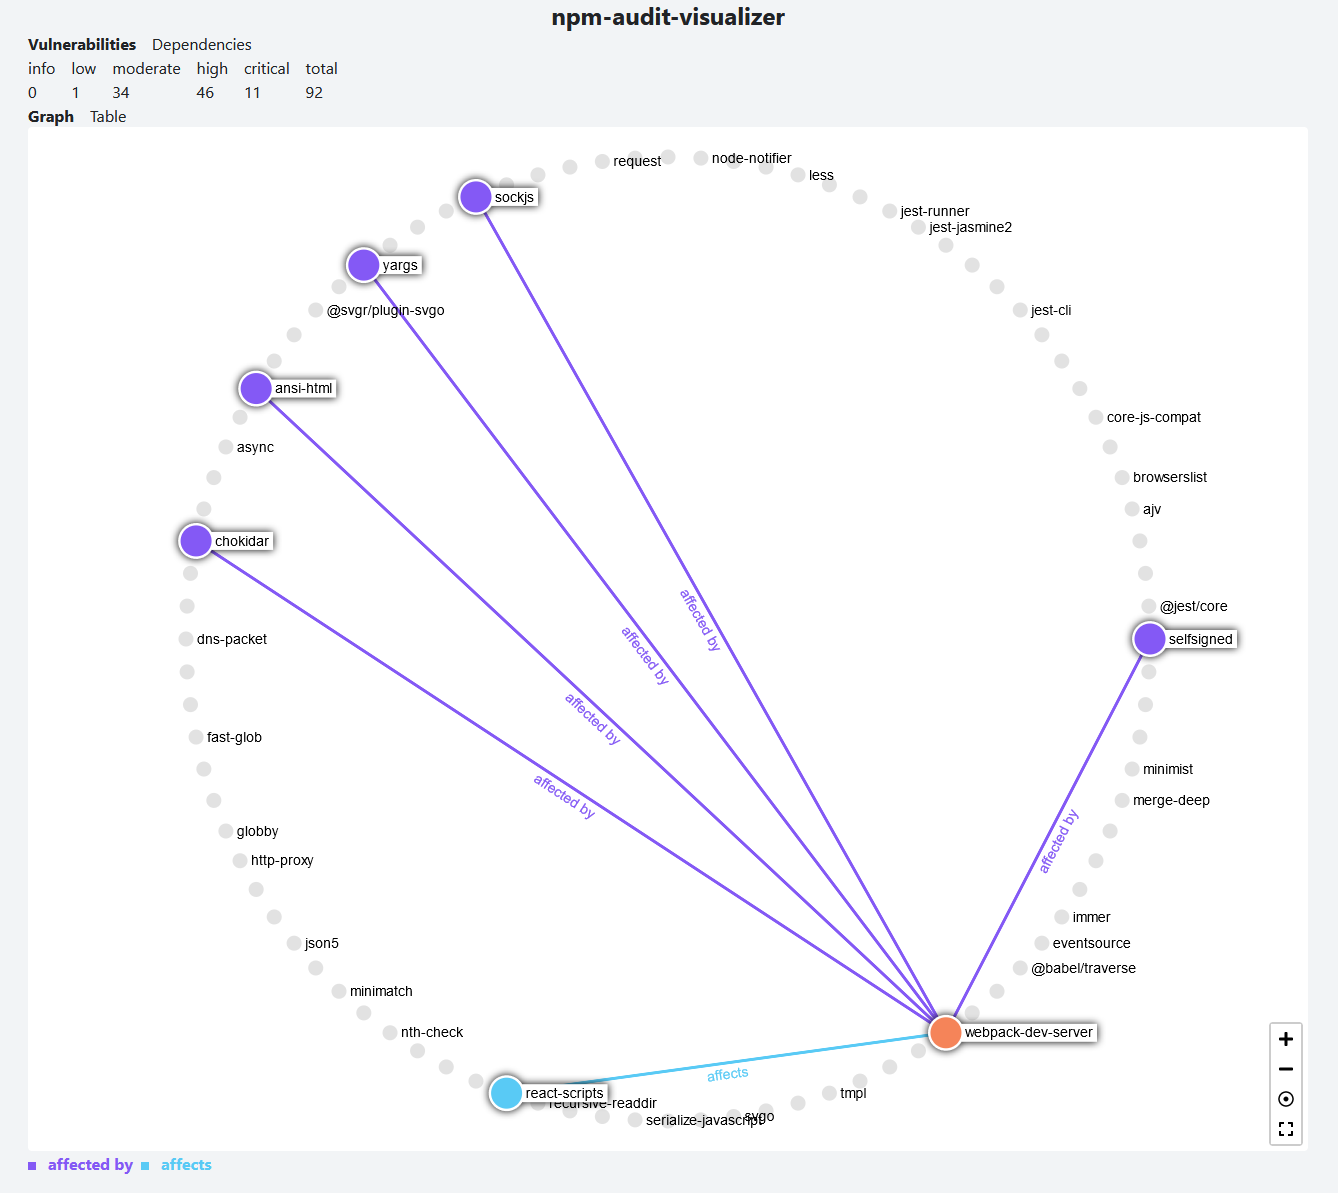 npm-audit-visualizer
Vulnerabilities Dependencies
info low moderate high critical total
0 1 34 46 11 92
Graph Table
request
node-notifier
less
sockjs
jest-runner
jest-jasmine2
yargs
@svgr/plugin-svgo
jest-cli
ansi-html
core-js-compat
async
browserslist
ajv
chokidar
@jest/core
affected by
dns-packet
selfsigned
affected by
affected by
fast-glob
minimist
affected by
merge-deep
globby
affected by
http-proxy
immer
json5
eventsource
@babel/traverse
minimatch
nth-check
webpack-dev-server
affects
react-scripts
tmpl
recursive-readdir
serialize-javascript
svgo
affected by affects